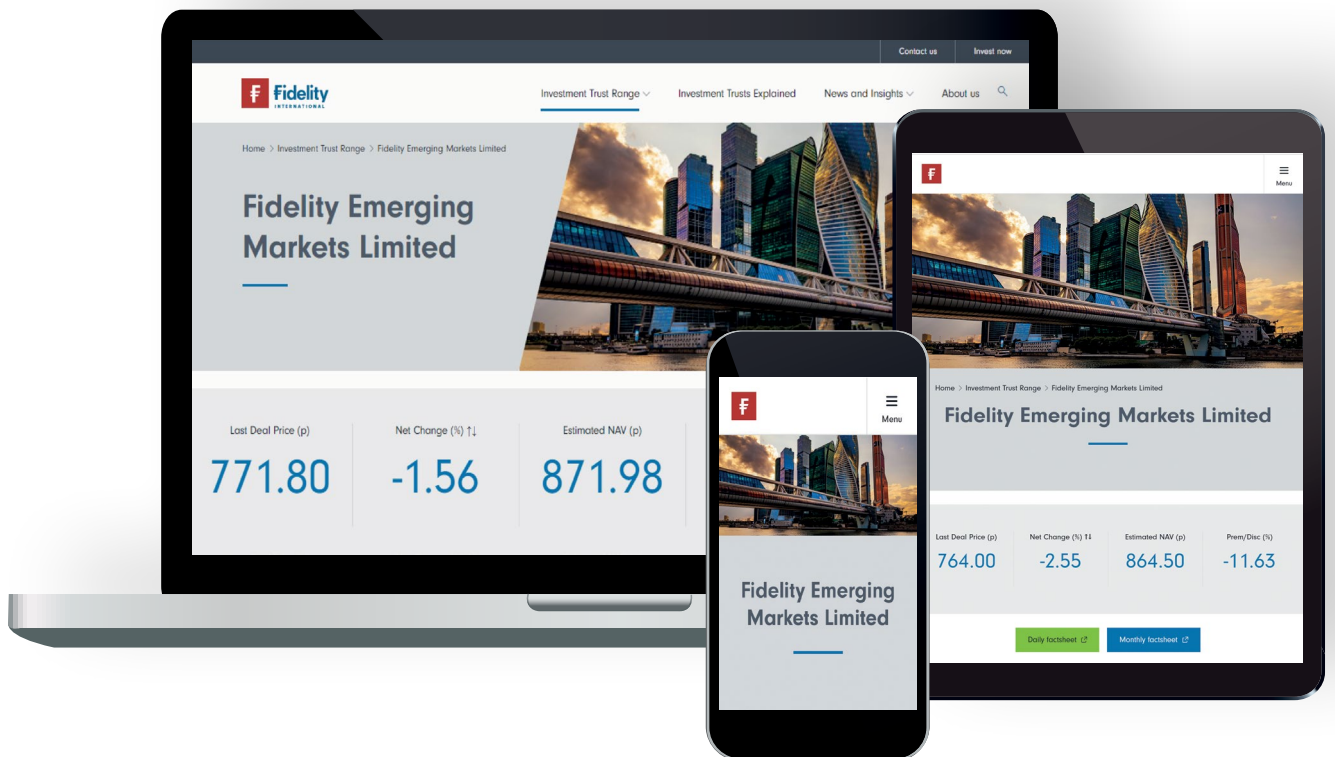 Contact us
Invest now
Fidelity
INTERNATIONAL
Investment Trust Range
Investment Trusts Explained
News and Insights
About us
Home > Investment Trust Range > Fidelity Emerging Markets Limited
Fidelity Emerging
Markets Limited
Last Deal Price (p)
Net Change (%) ↑↓
Estimated NAV (p)
771.80
-1.56
871.98
Menu
Fidelity Emerging
Markets Limited
Menu
Home > Investment Trust Range > Fidelity Emerging Markets Limited
Fidelity Emerging Markets Limited
Last Deal Price (p)
Net Change (%) ↑↓
Estimated NAV (p)
Prem/Disc (%)
764.00
-2.55
864.50
-11.63
Daily factsheet
Monthly factsheet